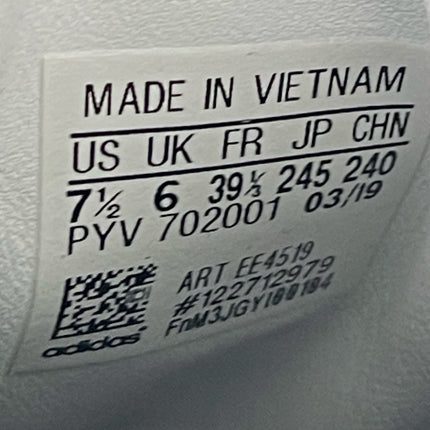 MADE IN VIETNAM
US UK FR JP CHN
7½ 6 39⅓ 245 240
PYV 702001 03/19
ART EE4519
#122712979
FnM3JGYI00104
adidas